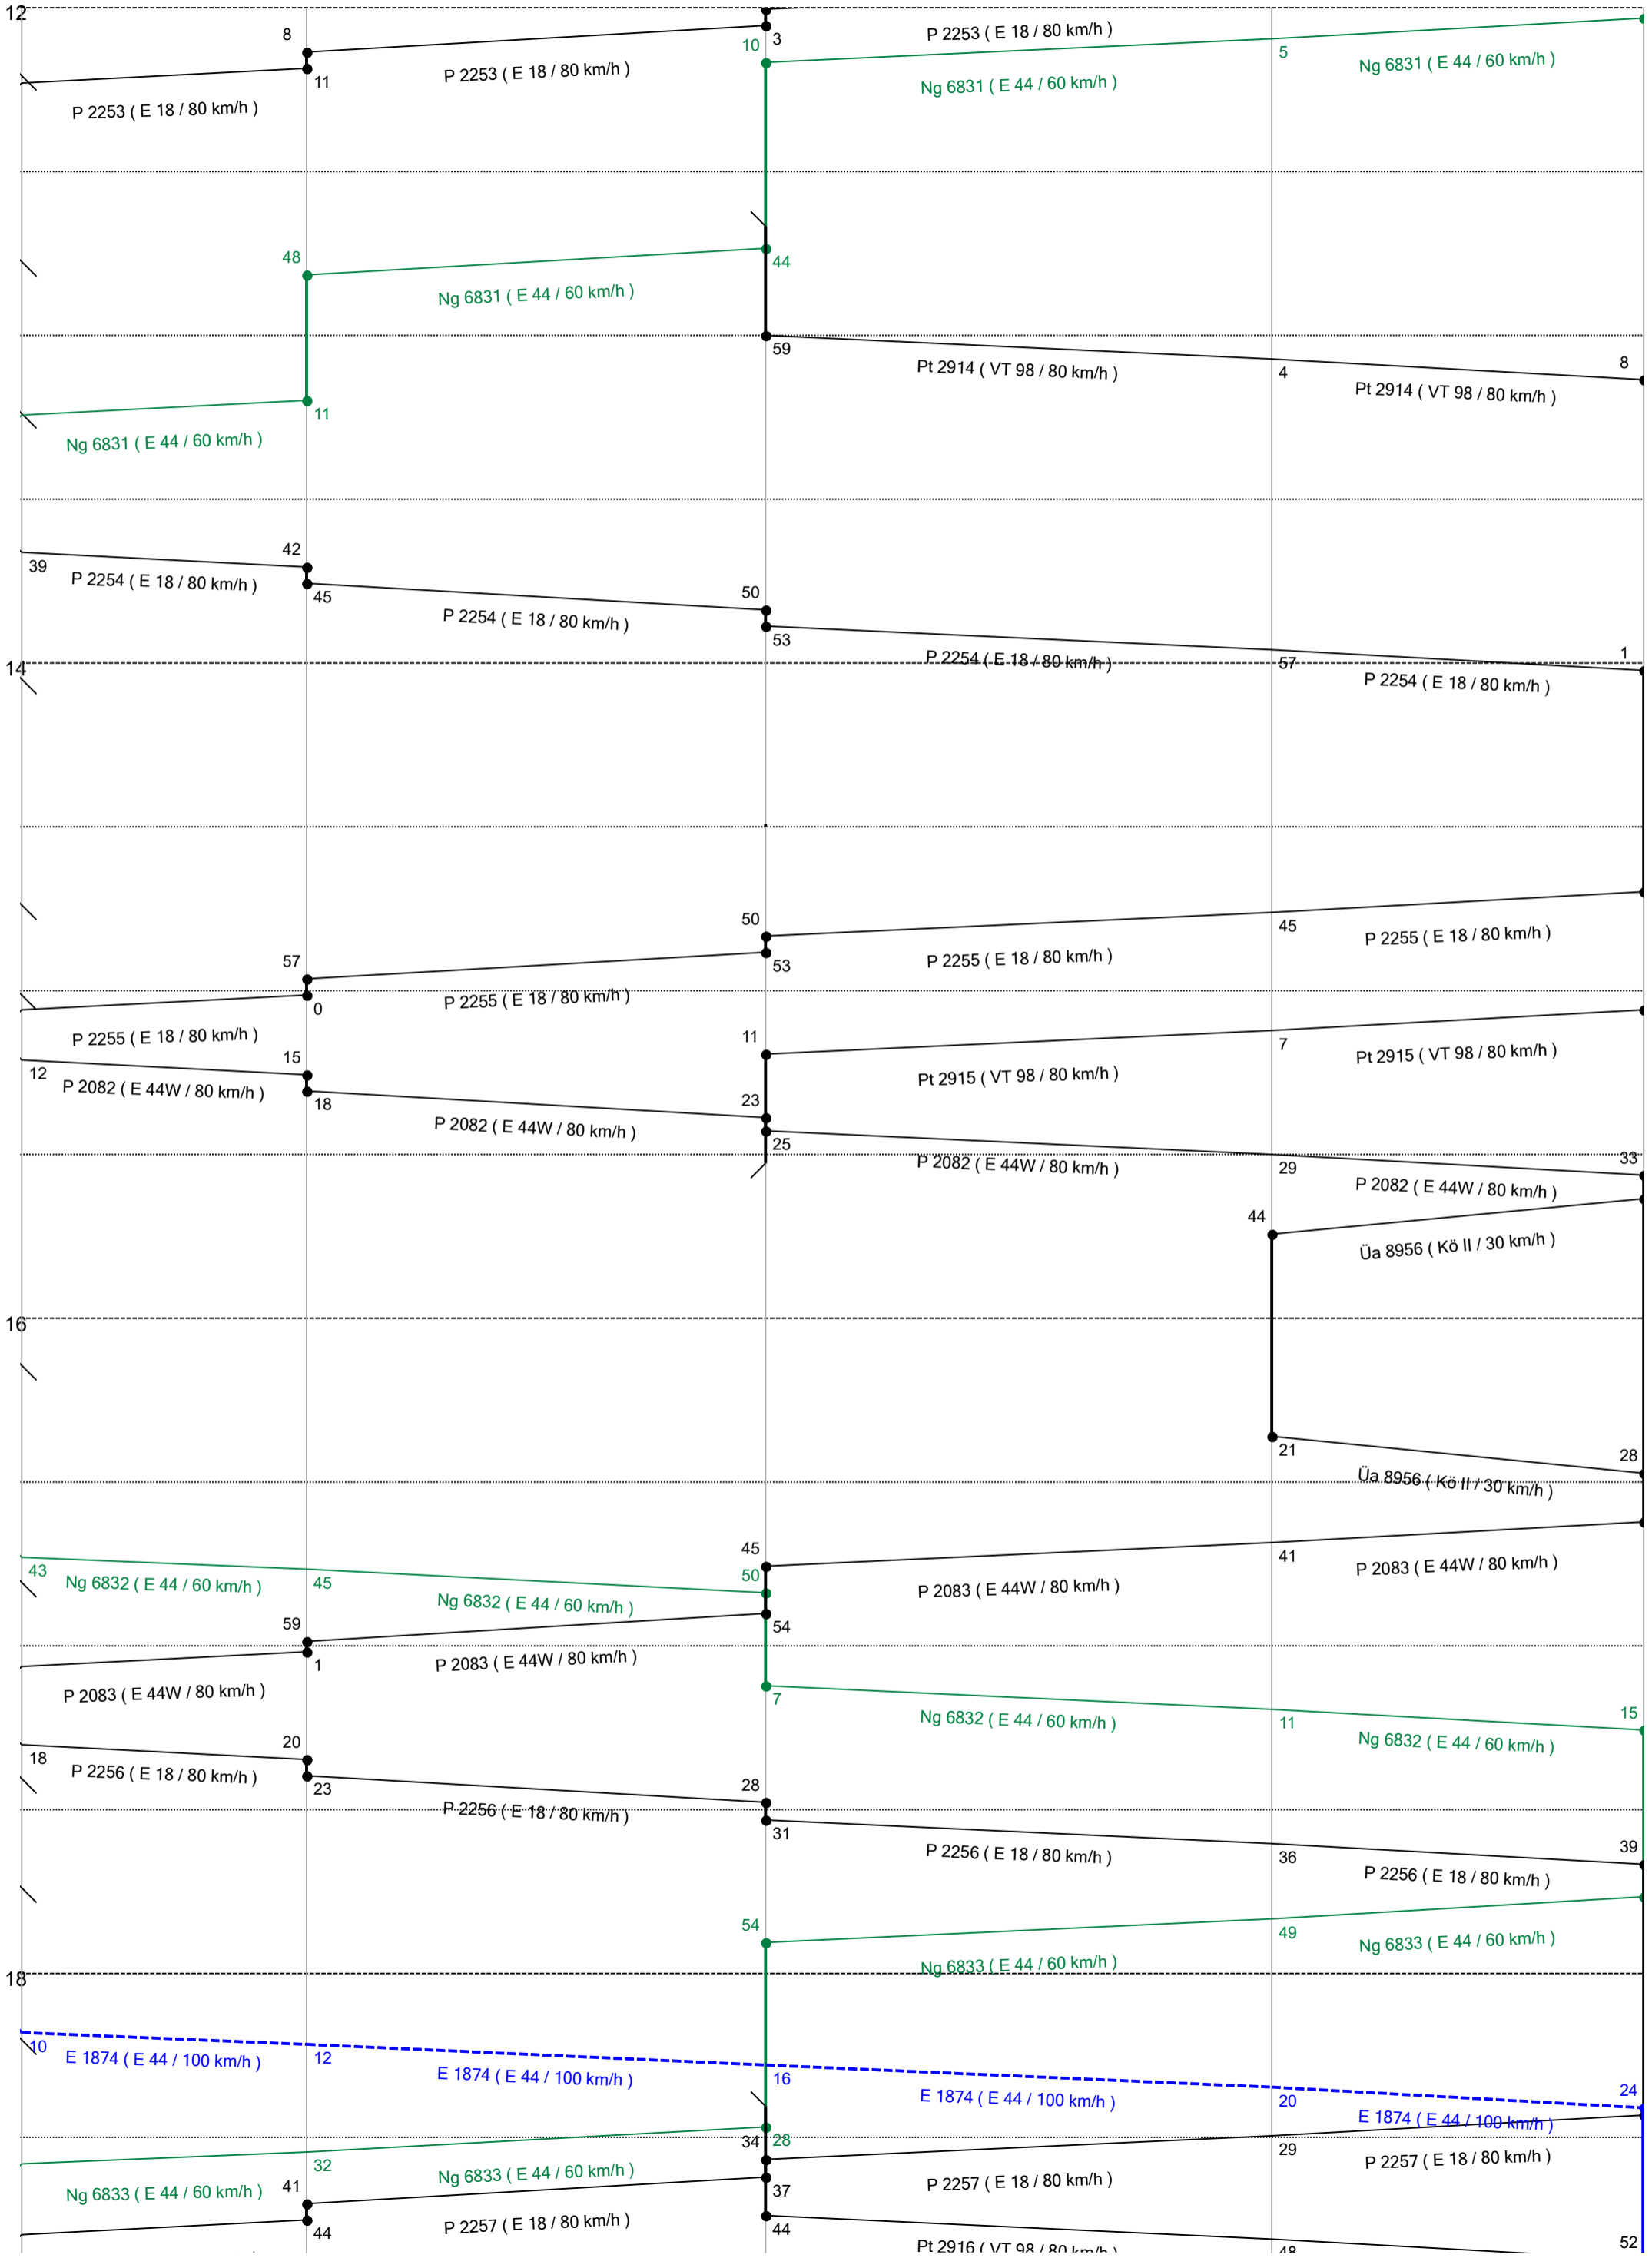 12
8
3
P 2253 ( E 18 / 80 km/h )
10
5
Ng 6831 ( E 44 / 60 km/h )
11
P 2253 ( E 18 / 80 km/h )
Ng 6831 ( E 44 / 60 km/h )
P 2253 ( E 18 / 80 km/h )
48
44
Ng 6831 ( E 44 / 60 km/h )
59
8
Pt 2914 ( VT 98 / 80 km/h )
4
Pt 2914 ( VT 98 / 80 km/h )
11
Ng 6831 ( E 44 / 60 km/h )
42
39
P 2254 ( E 18 / 80 km/h )
45
50
P 2254 ( E 18 / 80 km/h )
53
14
P 2254 ( E 18 / 80 km/h )
57
1
P 2254 ( E 18 / 80 km/h )
50
45
P 2255 ( E 18 / 80 km/h )
57
53
P 2255 ( E 18 / 80 km/h )
0
P 2255 ( E 18 / 80 km/h )
P 2255 ( E 18 / 80 km/h )
11
7
Pt 2915 ( VT 98 / 80 km/h )
15
12
P 2082 ( E 44W / 80 km/h )
Pt 2915 ( VT 98 / 80 km/h )
18
23
P 2082 ( E 44W / 80 km/h )
25
P 2082 ( E 44W / 80 km/h )
29
33
P 2082 ( E 44W / 80 km/h )
44
Üa 8956 ( Kö II / 30 km/h )
16
21
28
Üa 8956 ( Kö II / 30 km/h )
45
41
P 2083 ( E 44W / 80 km/h )
43
Ng 6832 ( E 44 / 60 km/h )
45
50
P 2083 ( E 44W / 80 km/h )
Ng 6832 ( E 44 / 60 km/h )
59
54
1
P 2083 ( E 44W / 80 km/h )
P 2083 ( E 44W / 80 km/h )
7
15
Ng 6832 ( E 44 / 60 km/h )
11
Ng 6832 ( E 44 / 60 km/h )
20
18
P 2256 ( E 18 / 80 km/h )
23
28
P 2256 ( E 18 / 80 km/h )
31
39
P 2256 ( E 18 / 80 km/h )
36
P 2256 ( E 18 / 80 km/h )
54
49
Ng 6833 ( E 44 / 60 km/h )
Ng 6833 ( E 44 / 60 km/h )
18
10
E 1874 ( E 44 / 100 km/h )
12
E 1874 ( E 44 / 100 km/h )
16
E 1874 ( E 44 / 100 km/h )
20
24
E 1874 ( E 44 / 100 km/h )
34
28
29
P 2257 ( E 18 / 80 km/h )
32
Ng 6833 ( E 44 / 60 km/h )
P 2257 ( E 18 / 80 km/h )
Ng 6833 ( E 44 / 60 km/h )
41
37
44
P 2257 ( E 18 / 80 km/h )
44
Pt 2916 ( VT 98 / 80 km/h )
48
52